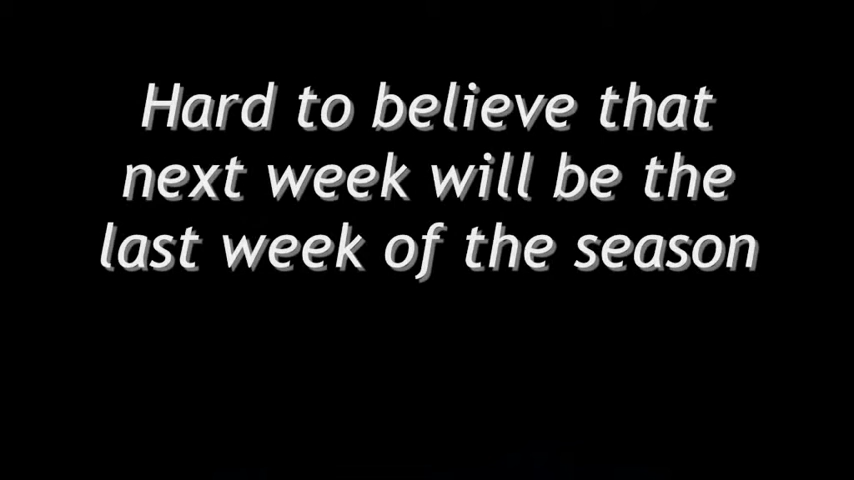 Hard to believe that
next week will be the
last week of the season